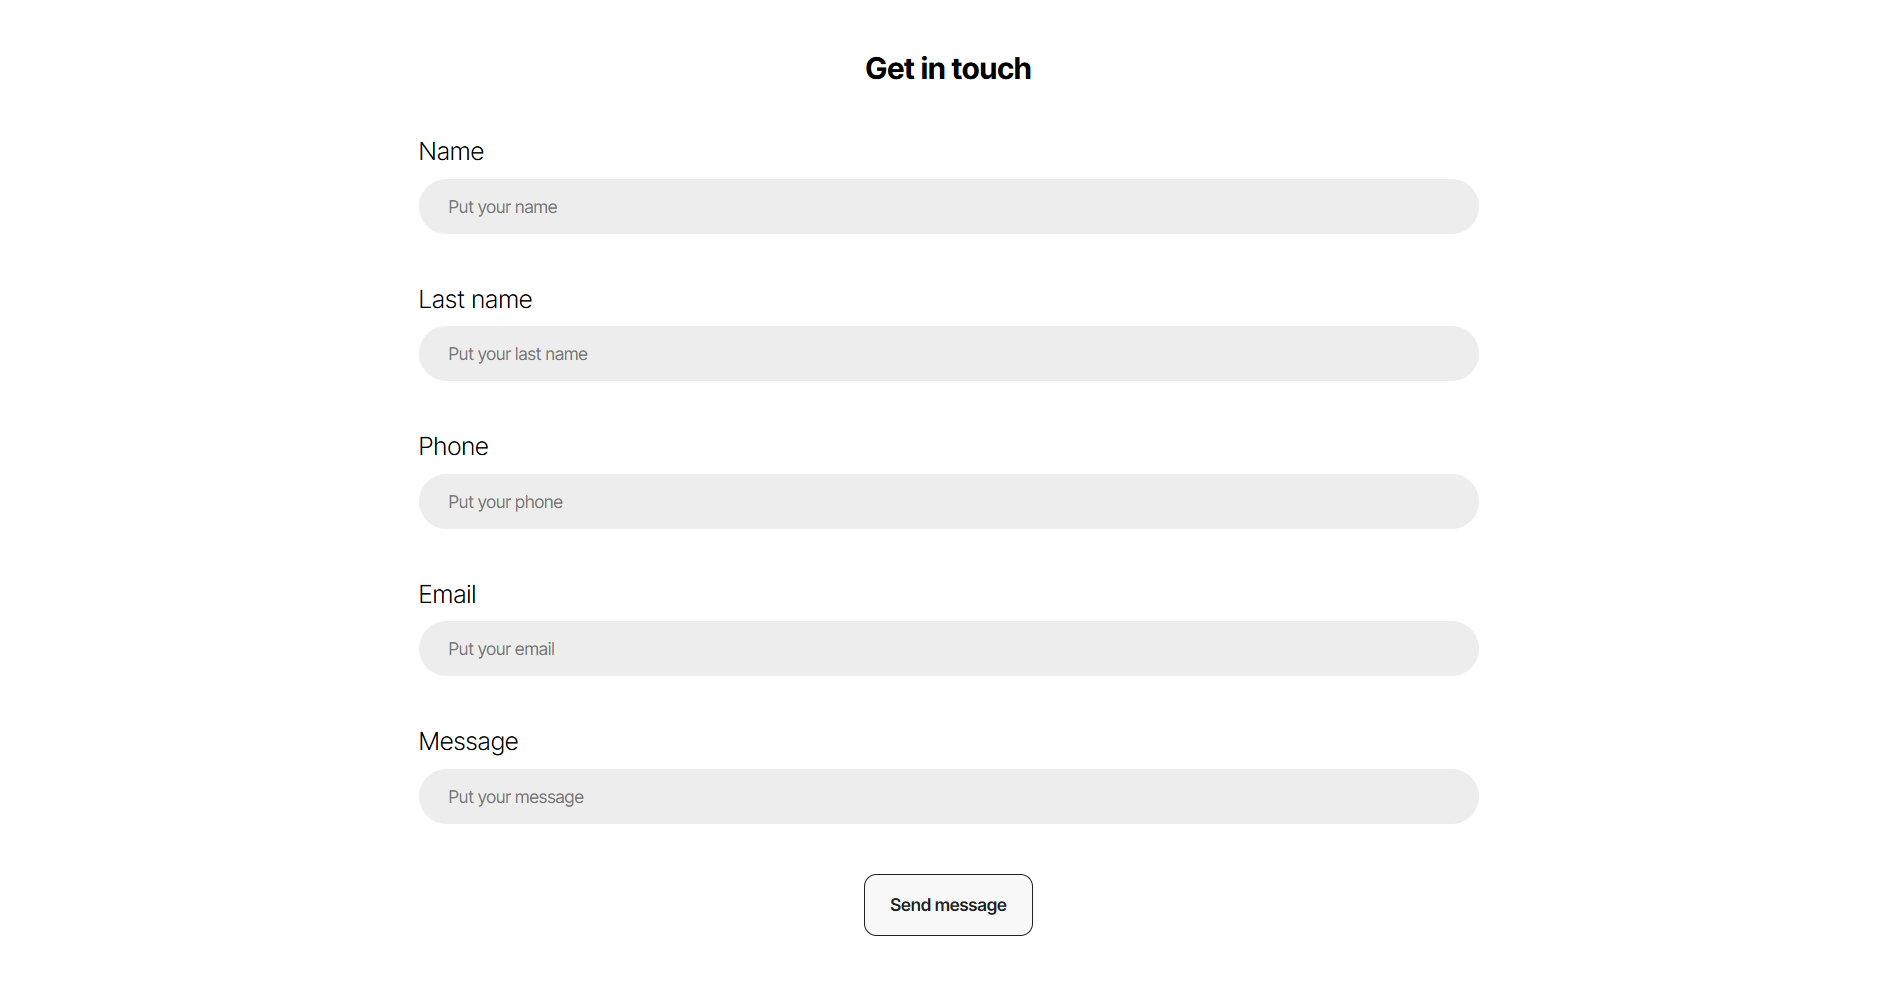 Get in touch
Name
Put your name
Last name
Put your last name
Phone
Put your phone
Email
Put your email
Message
Put your message
Send message